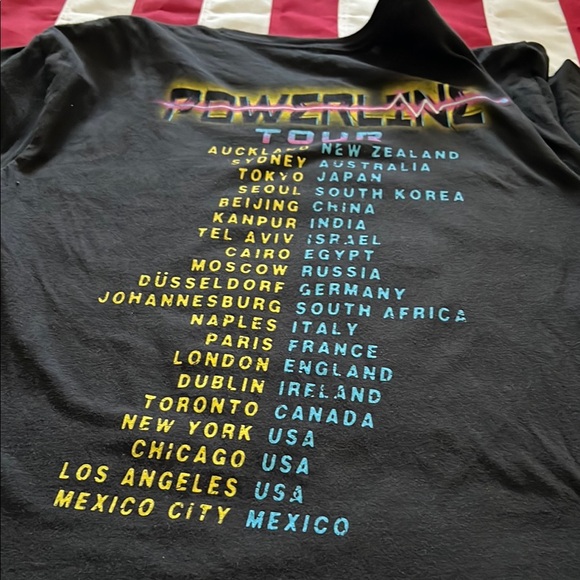 POWERLINE
TOUR
AUCKLAND NEW ZEALAND
SYDNEY AUSTRALIA
TOKYO JAPAN
SEOUL SOUTH KOREA
BEIJING CHiNA
KANPUR INDIA
TEL AVIV ISRAEL
CAIRO EGYPT
MOSCOW RUSSIA
DÜSSELDORF GERMANY
JOHANNESBURG SOUTH AFRICA
NAPLES ITALY
PARIS FRANCE
LONDON ENGLAND
DUBLIN IRELAND
TORONTO CANADA
NEW YORK USA
CHiCAGO USA
LOS ANGELES USA
MEXICO CiTY MEXICO